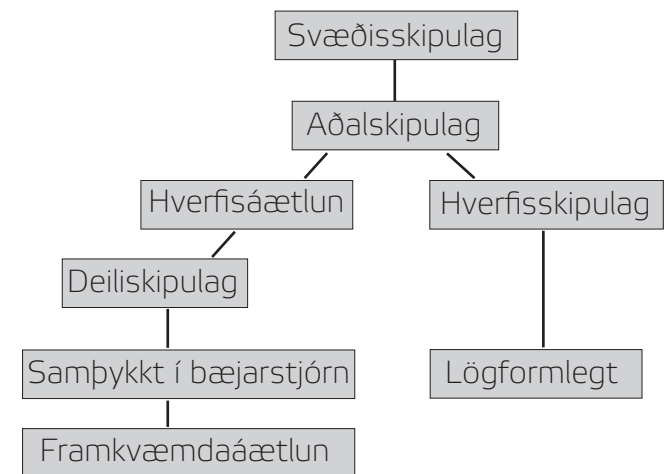 Svæðisskipulag
Aðalskipulag
Hverfisáætlun
Hverfisskipulag
Deiliskipulag
Samþykkt í bæjarstjórn
Lögformlegt
Framkvæmdaáætlun